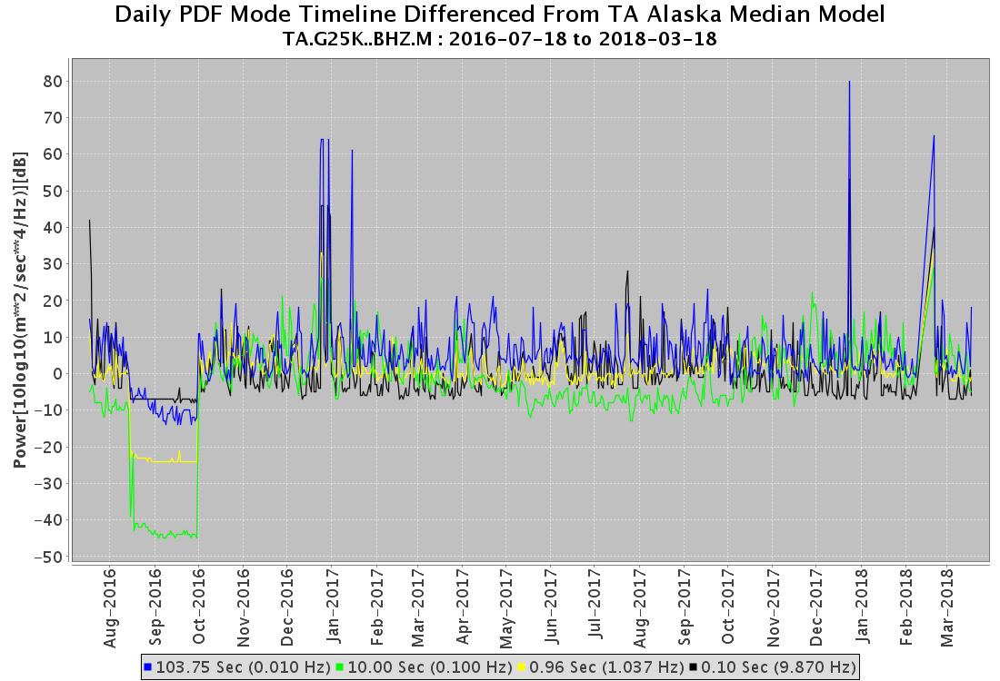 Daily PDF Mode Timeline Differenced From TA Alaska Median Model
TA.G25K..BHZ.M : 2016-07-18 to 2018-03-18
Power[10log10(m**2/sec**4/Hz)][dB]
80
70
60
50
40
30
20
10
0
-10
-20
-30
-40
-50
Aug-2016
Sep-2016
Oct-2016
Nov-2016
Dec-2016
Jan-2017
Feb-2017
Mar-2017
Apr-2017
May-2017
Jun-2017
Jul-2017
Aug-2017
Sep-2017
Oct-2017
Nov-2017
Dec-2017
Jan-2018
Feb-2018
Mar-2018
103.75 Sec (0.010 Hz) 10.00 Sec (0.100 Hz) 0.96 Sec (1.037 Hz) 0.10 Sec (9.870 Hz)